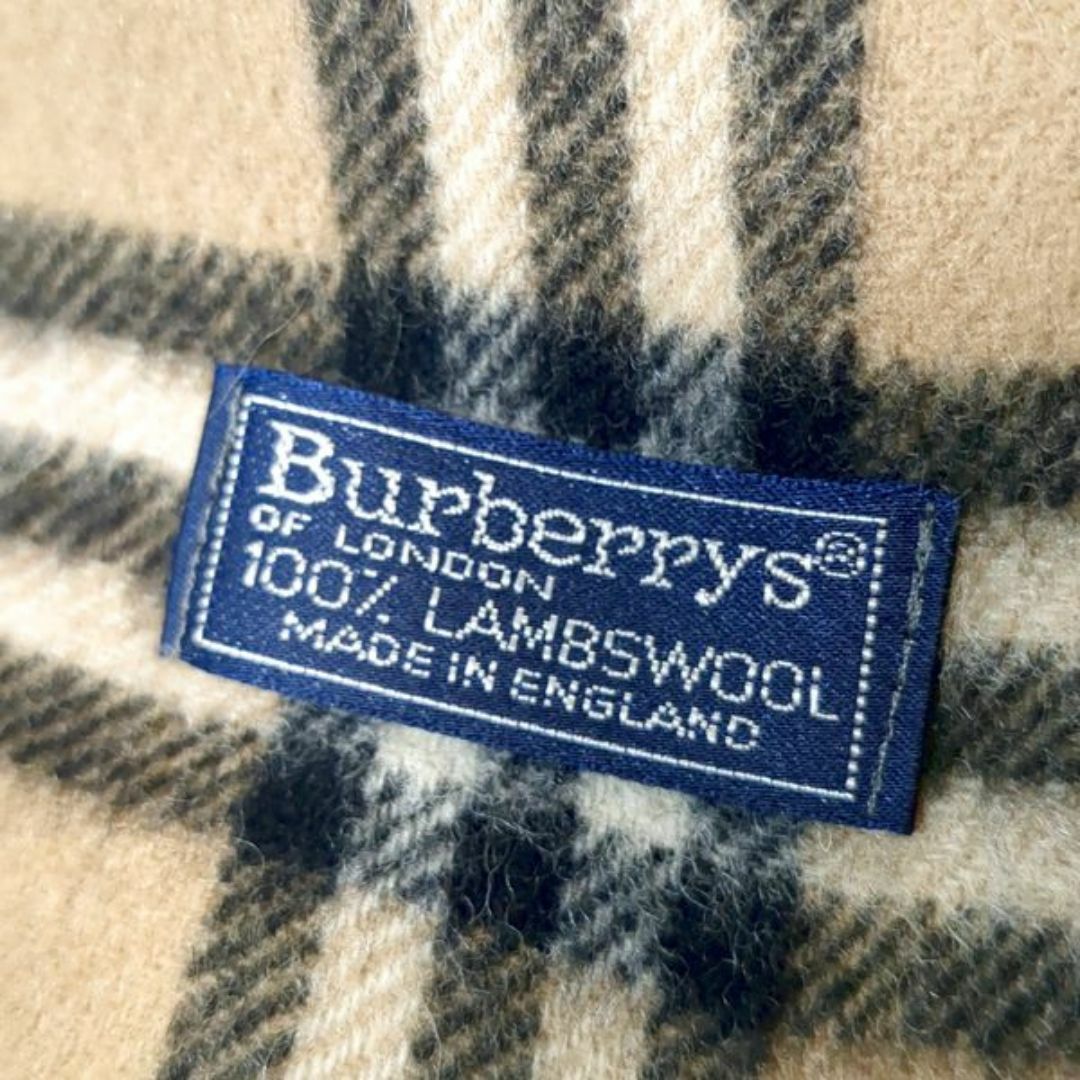 Burberrys®
OF LONDON
100% LAMBSWOOL
MADE IN ENGLAND